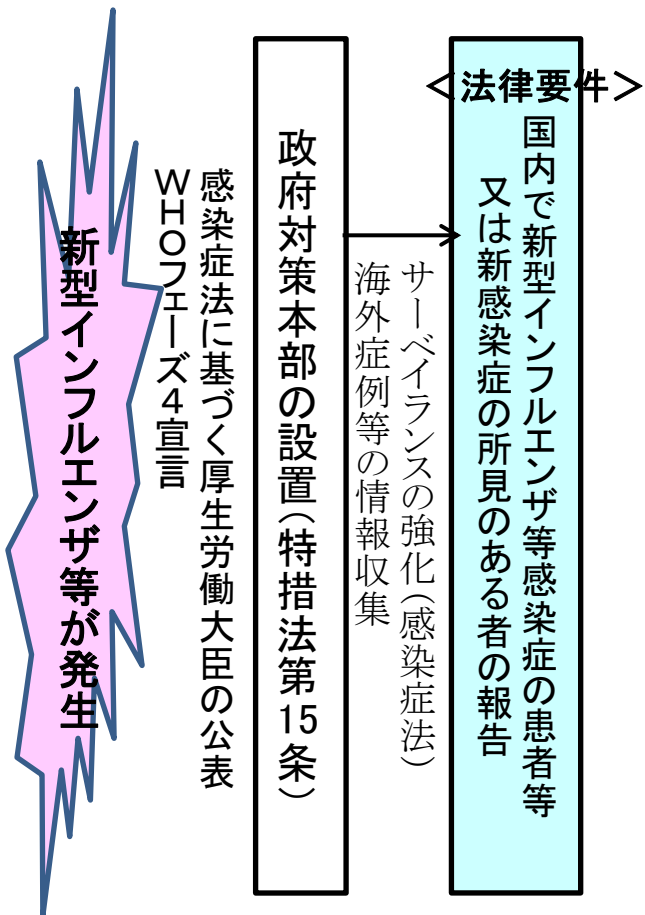 新型インフルエンザ等が発生
感染症法に基づく厚生労働大臣の公表
ＷＨＯフェーズ４宣言
政府対策本部の設置（特措法第15条）
サーベイランスの強化（感染症法）
海外症例等の情報収集
＜法律要件＞
国内で新型インフルエンザ等感染症の患者等
又は新感染症の所見のある者の報告